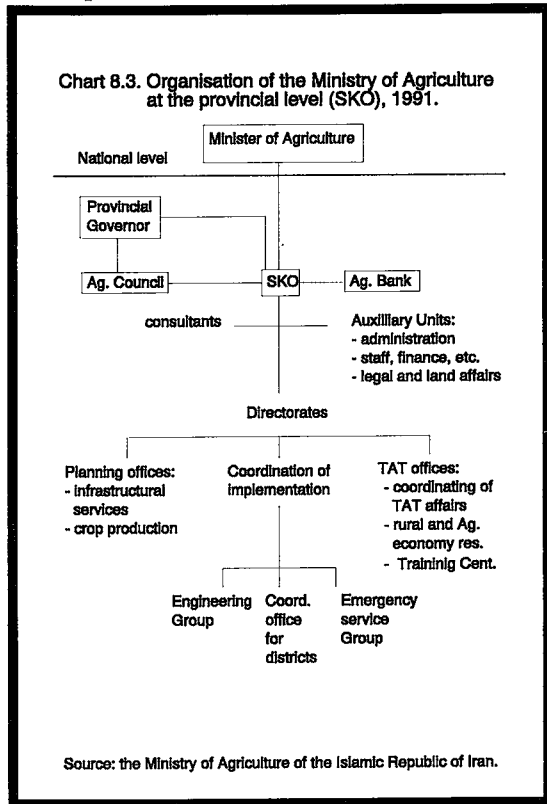 Chart 8.3. Organisation of the Ministry of Agriculture
at the provincial level (SKO), 1991.
Minister of Agriculture
National level
Provincial
Governor
Ag. Council
SKO
Ag. Bank
consultants
Auxilliary Units:
- administration
- staff, finance, etc.
- legal and land affairs
Directorates
Planning offices:
- infrastructural
services
- crop production
Coordination of
implementation
TAT offices:
- coordinating of
TAT affairs
- rural and Ag.
economy res.
- Traininig Cent.
Engineering
Group
Coord.
office
for
districts
Emergency
service
Group
Source: the Ministry of Agriculture of the Islamic Republic of Iran.